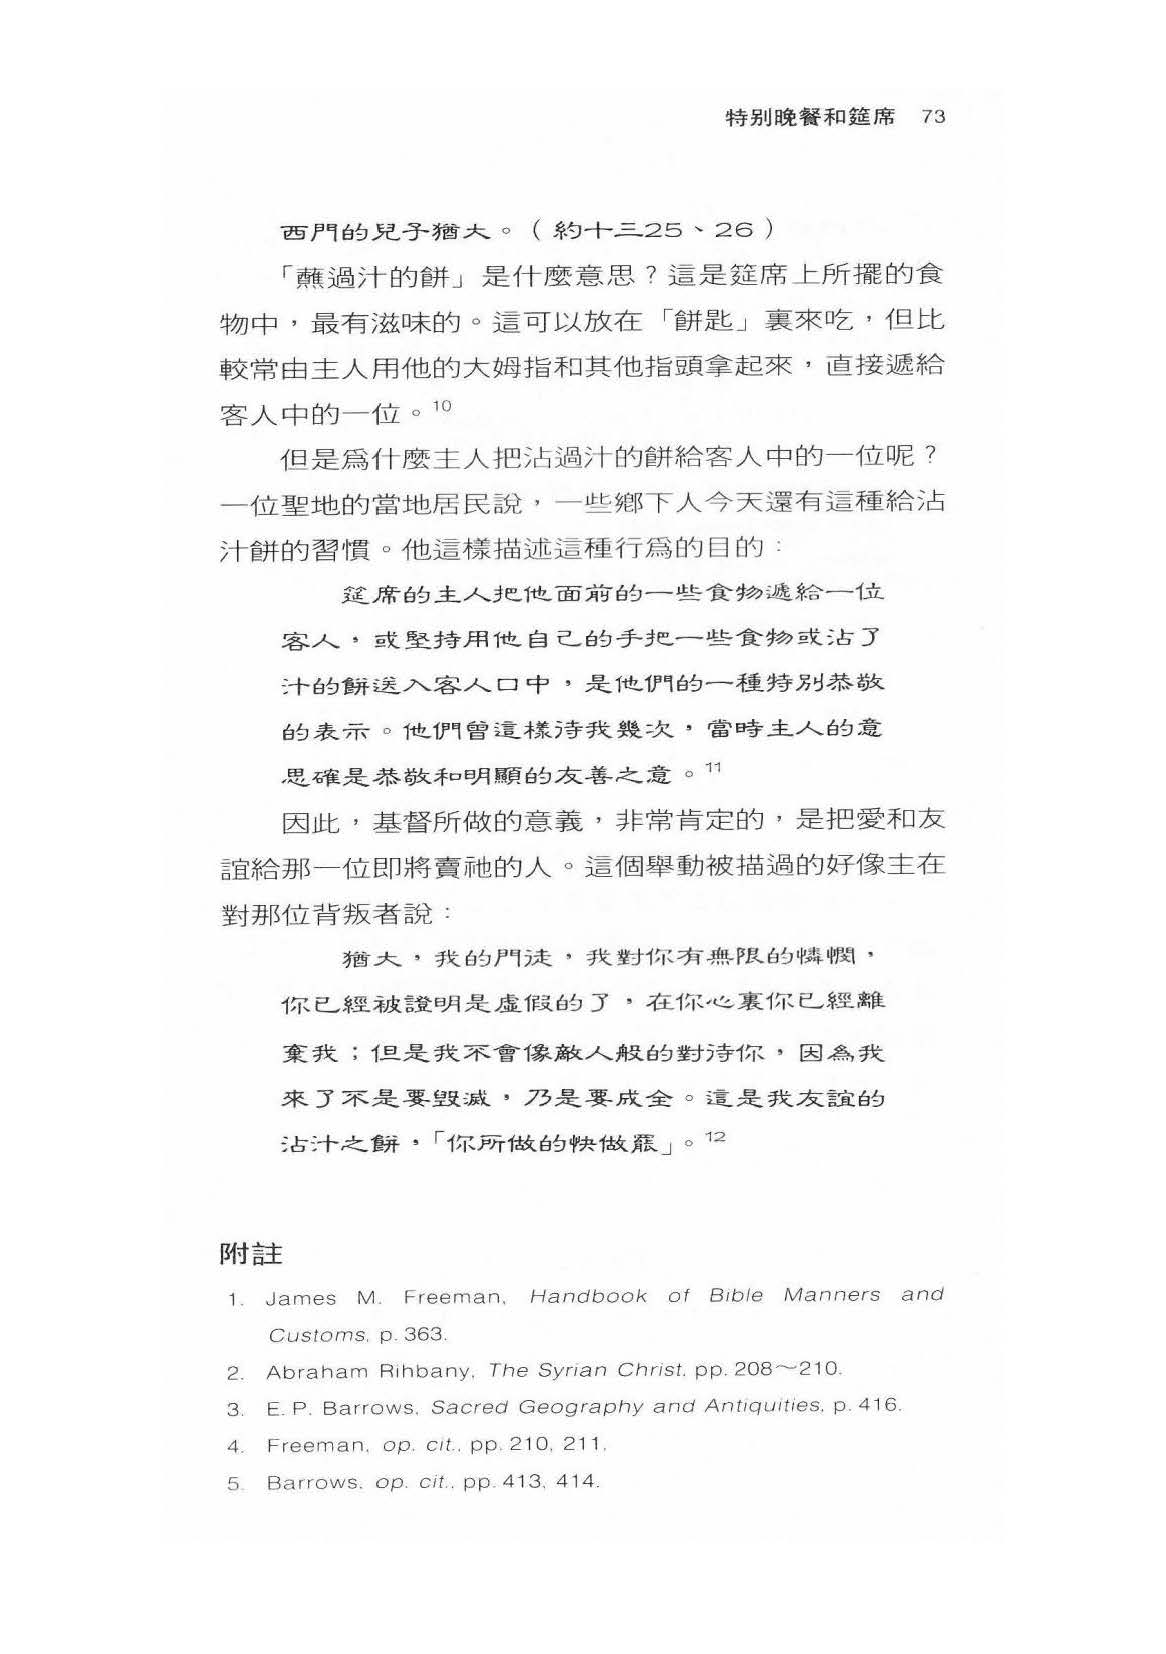 特別晚餐和筵席 73
西門的兒子猶大。（約十三25、26）
「蘸過汁的餅」是什麼意思？這是筵席上所擺的食
物中，最有滋味的。這可以放在「餅匙」裏來吃，但比
較常由主人用他的大姆指和其他指頭拿起來，直接遞給
客人中的一位。10
但是爲什麼主人把沾過汁的餅給客人中的一位呢？
一位聖地的當地居民說，一些鄉下人今天還有這種給沾
汁餅的習慣。他這樣描述這種行爲的目的：
筵席的主人把他面前的一些食物遞給一位
客人，或堅持用他自己的手把一些食物或沾了
汁的餅送入客人口中，是他們的一種特別恭敬
的表示。他們曾這樣待我幾次，當時主人的意
思確是恭敬和明顯的友善之意。11
因此，基督所做的意義，非常肯定的，是把愛和友
誼給那一位即將賣祂的人。這個舉動被描過的好像主在
對那位背叛者說：
猶大，我的門徒，我對你有無限的憐憫，
你已經被證明是虛假的了，在你心裏你已經離
棄我；但是我不會像敵人般的對待你，因爲我
來了不是要毀滅，乃是要成全。這是我友誼的
沾汁之餅，「你所做的快做罷」。12
附註
1. James M. Freeman, Handbook of Bible Manners and
Customs, p. 363.
2. Abraham Rihbany, The Syrian Christ, pp. 208～210.
3. E. P. Barrows, Sacred Geography and Antiquities, p. 416.
4. Freeman, op. cit., pp. 210, 211.
5. Barrows, op. cit., pp. 413, 414.